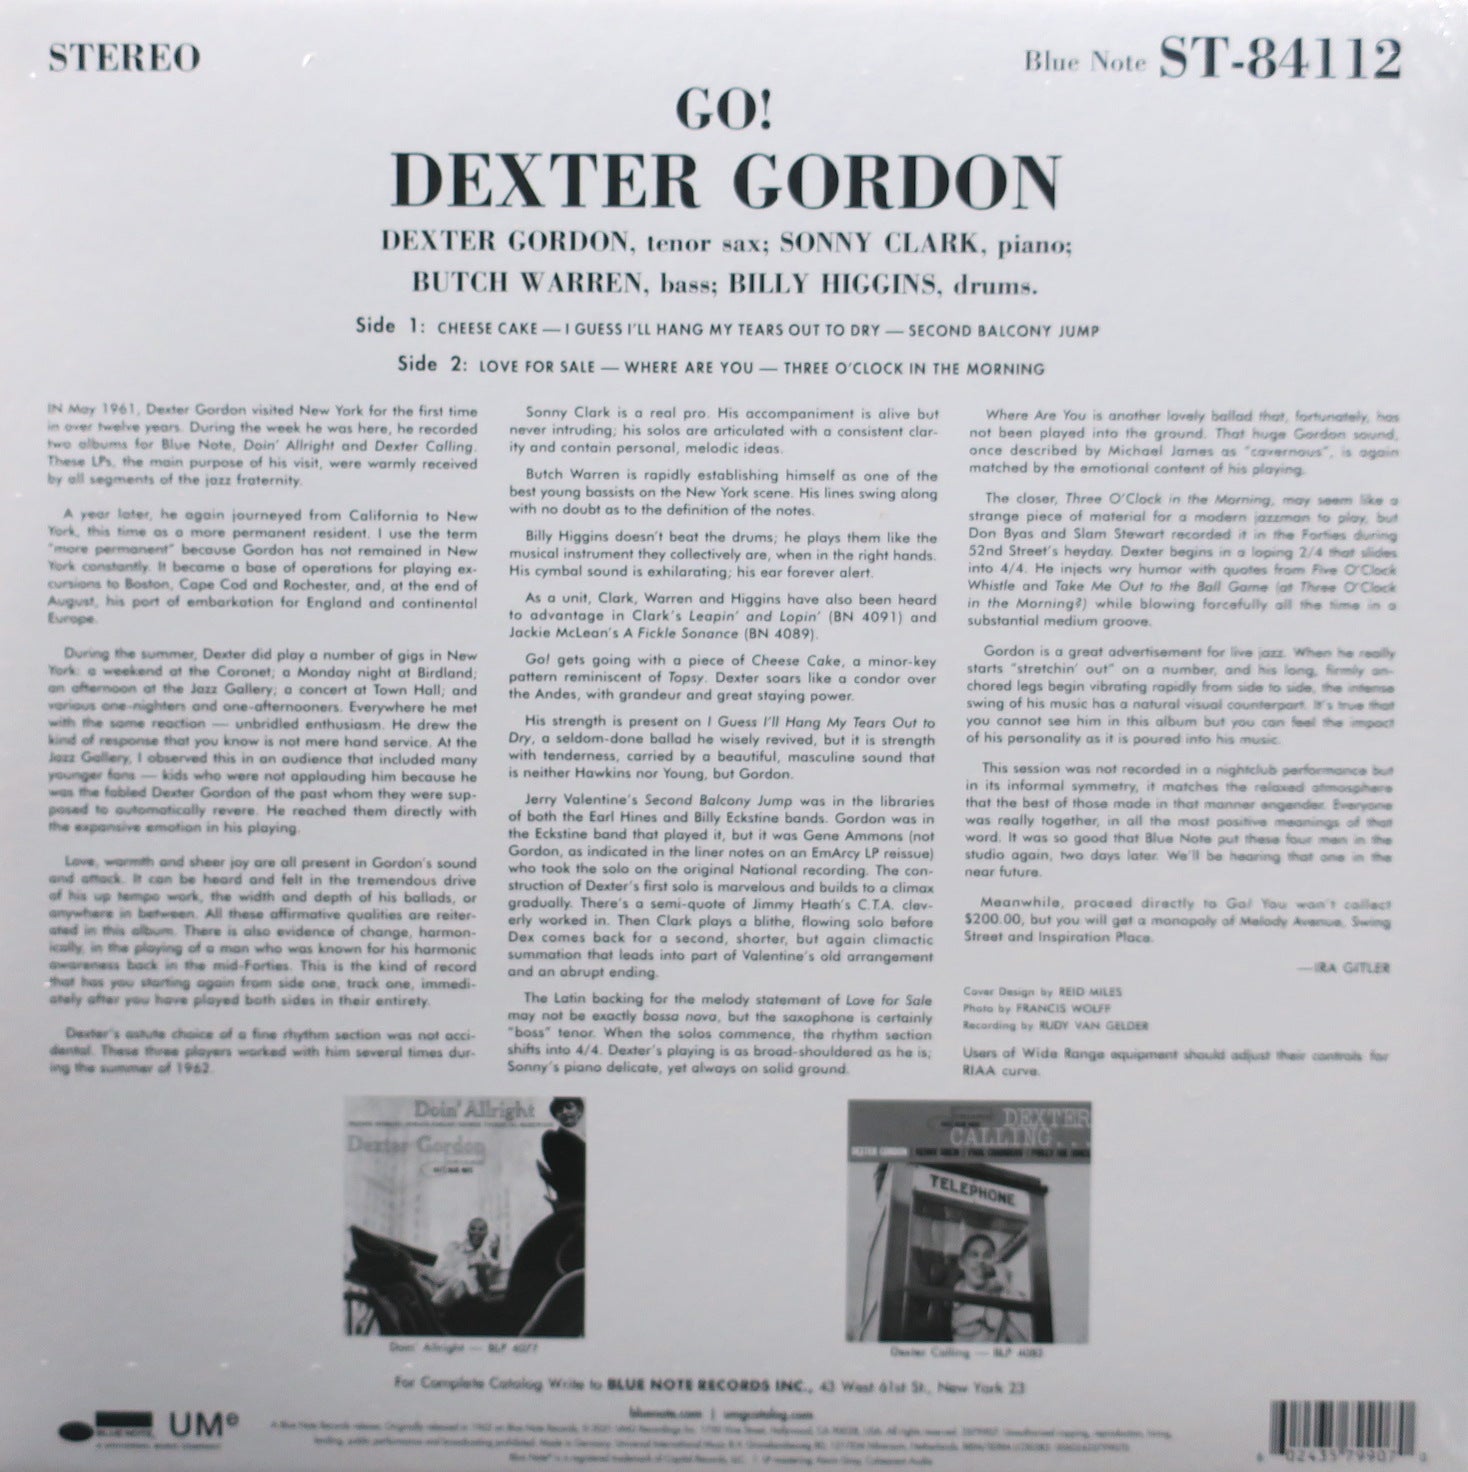 STEREO
Blue Note ST-84112
GO!
DEXTER GORDON
DEXTER GORDON, tenor sax; SONNY CLARK, piano;
BUTCH WARREN, bass; BILLY HIGGINS, drums.
Side 1: CHEESE CAKE — I GUESS I'LL HANG MY TEARS OUT TO DRY — SECOND BALCONY JUMP
Side 2: LOVE FOR SALE — WHERE ARE YOU — THREE O'CLOCK IN THE MORNING
IN May 1961, Dexter Gordon visited New York for the first time
in over twelve years. During the week he was here, he recorded
two albums for Blue Note, Doin' Allright and Dexter Calling.
These LPs, the main purpose of his visit, were warmly received
by all segments of the jazz fraternity.
A year later, he again journeyed from California to New
York, this time as a more permanent resident. I use the term
"more permanent" because Gordon has not remained in New
York constantly. It became a base of operations for playing ex-
cursions to Boston, Cape Cod and Rochester, and, at the end of
August, his port of embarkation for England and continental
Europe.
During the summer, Dexter did play a number of gigs in New
York: a weekend at the Coronet; a Monday night at Birdland;
an afternoon at the Jazz Gallery; a concert at Town Hall; and
various one-nighters and one-afternooners. Everywhere he met
with the same reaction — unbridled enthusiasm. He drew the
kind of response that you know is not mere hand service. At the
Jazz Gallery, I observed this in an audience that included many
younger fans — kids who were not applauding him because he
was the fabled Dexter Gordon of the past whom they were sup-
posed to automatically revere. He reached them directly with
the expansive emotion in his playing.
Love, warmth and sheer joy are all present in Gordon's sound
and attack. It can be heard and felt in the tremendous drive
of his up tempo work, the width and depth of his ballads, or
anywhere in between. All these affirmative qualities are reiter-
ated in this album. There is also evidence of change, harmon-
ically, in the playing of a man who was known for his harmonic
awareness back in the mid-Forties. This is the kind of record
that has you starting again from side one, track one, immedi-
ately after you have played both sides in their entirety.
Dexter's astute choice of a fine rhythm section was not acci-
dental. These three players worked with him several times dur-
ing the summer of 1962.
Sonny Clark is a real pro. His accompaniment is alive but
never intruding; his solos are articulated with a consistent clar-
ity and contain personal, melodic ideas.
Butch Warren is rapidly establishing himself as one of the
best young bassists on the New York scene. His lines swing along
with no doubt as to the definition of the notes.
Billy Higgins doesn't beat the drums; he plays them like the
musical instrument they collectively are, when in the right hands.
His cymbal sound is exhilarating; his ear forever alert.
As a unit, Clark, Warren and Higgins have also been heard
to advantage in Clark's Leapin' and Lopin' (BN 4091) and
Jackie McLean's A Fickle Sonance (BN 4089).
Go! gets going with a piece of Cheese Cake, a minor-key
pattern reminiscent of Topsy. Dexter soars like a condor over
the Andes, with grandeur and great staying power.
His strength is present on I Guess I'll Hang My Tears Out to
Dry, a seldom-done ballad he wisely revived, but it is strength
with tenderness, carried by a beautiful, masculine sound that
is neither Hawkins nor Young, but Gordon.
Jerry Valentine's Second Balcony Jump was in the libraries
of both the Earl Hines and Billy Eckstine bands. Gordon was in
the Eckstine band that played it, but it was Gene Ammons (not
Gordon, as indicated in the liner notes on an EmArcy LP reissue)
who took the solo on the original National recording. The con-
struction of Dexter's first solo is marvelous and builds to a climax
gradually. There's a semi-quote of Jimmy Heath's C.T.A. clev-
erly worked in. Then Clark plays a blithe, flowing solo before
Dex comes back for a second, shorter, but again climactic
summation that leads into part of Valentine's old arrangement
and an abrupt ending.
The Latin backing for the melody statement of Love for Sale
may not be exactly bossa nova, but the saxophone is certainly
"boss" tenor. When the solos commence, the rhythm section
shifts into 4/4. Dexter's playing is as broad-shouldered as he is;
Sonny's piano delicate, yet always on solid ground.
Where Are You is another lovely ballad that, fortunately, has
not been played into the ground. That huge Gordon sound,
once described by Michael James as "cavernous", is again
matched by the emotional content of his playing.
The closer, Three O'Clock in the Morning, may seem like a
strange piece of material for a modern jazzman to play, but
Don Byas and Slam Stewart recorded it in the Forties during
52nd Street's heyday. Dexter begins in a loping 2/4 that slides
into 4/4. He injects wry humor with quotes from Five O'Clock
Whistle and Take Me Out to the Ball Game (at Three O'Clock
in the Morning?) while blowing forcefully all the time in a
substantial medium groove.
Gordon is a great advertisement for live jazz. When he really
starts "stretchin' out" on a number, and his long, firmly an-
chored legs begin vibrating rapidly from side to side, the intense
swing of his music has a natural visual counterpart. It's true that
you cannot see him in this album but you can feel the impact
of his personality as it is poured into his music.
This session was not recorded in a nightclub performance but
in its informal symmetry, it matches the relaxed atmosphere
that the best of those made in that manner engender. Everyone
was really together, in all the most positive meanings of that
word. It was so good that Blue Note put these four men in the
studio again, two days later. We'll be hearing that one in the
near future.
Meanwhile, proceed directly to Go! You won't collect
$200.00, but you will get a monopoly of Melody Avenue, Swing
Street and Inspiration Place.
—IRA GITLER
Cover Design by REID MILES
Photo by FRANCIS WOLFF
Recording by RUDY VAN GELDER
Users of Wide Range equipment should adjust their controls for
RIAA curve.
Doin' Allright
Dexter Gordon
DEXTER
CALLING...
DEXTER GORDON
TELEPHONE
Doin' Allright — BLP 4077
Dexter Calling — BLP 4083
For Complete Catalog Write to BLUE NOTE RECORDS INC., 43 West 61st St., New York 23
bluenote.com | umgcatalog.com
BLUE NOTE
UMe
02435 79907